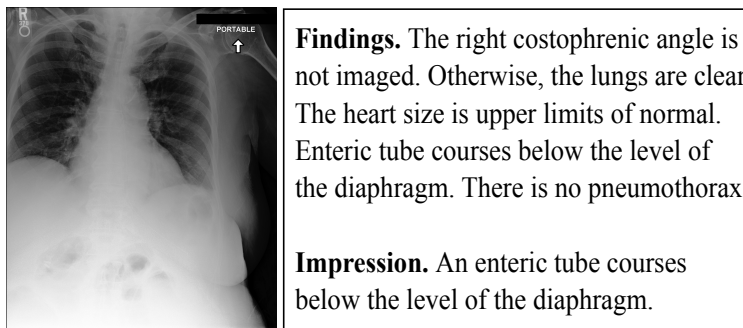 R
PORTABLE
Findings. The right costophrenic angle is
not imaged. Otherwise, the lungs are clear
The heart size is upper limits of normal.
Enteric tube courses below the level of
the diaphragm. There is no pneumothorax
Impression. An enteric tube courses
below the level of the diaphragm.